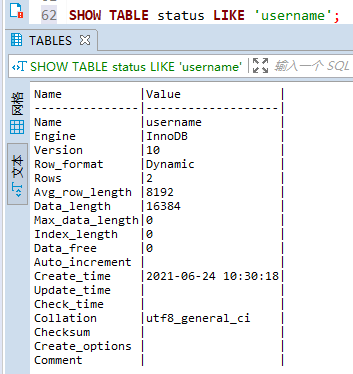 62 SHOW TABLE status LIKE 'username';
TABLES
SHOW TABLE status LIKE 'username' 输入一个 SQL
网格
文本
Name |Value |
---------------|--------------------|
Name |username |
Engine |InnoDB |
Version |10 |
Row_format |Dynamic |
Rows |2 |
Avg_row_length |8192 |
Data_length |16384 |
Max_data_length|0 |
Index_length |0 |
Data_free |0 |
Auto_increment | |
Create_time |2021-06-24 10:30:18|
Update_time | |
Check_time | |
Collation |utf8_general_ci |
Checksum | |
Create_options | |
Comment | |